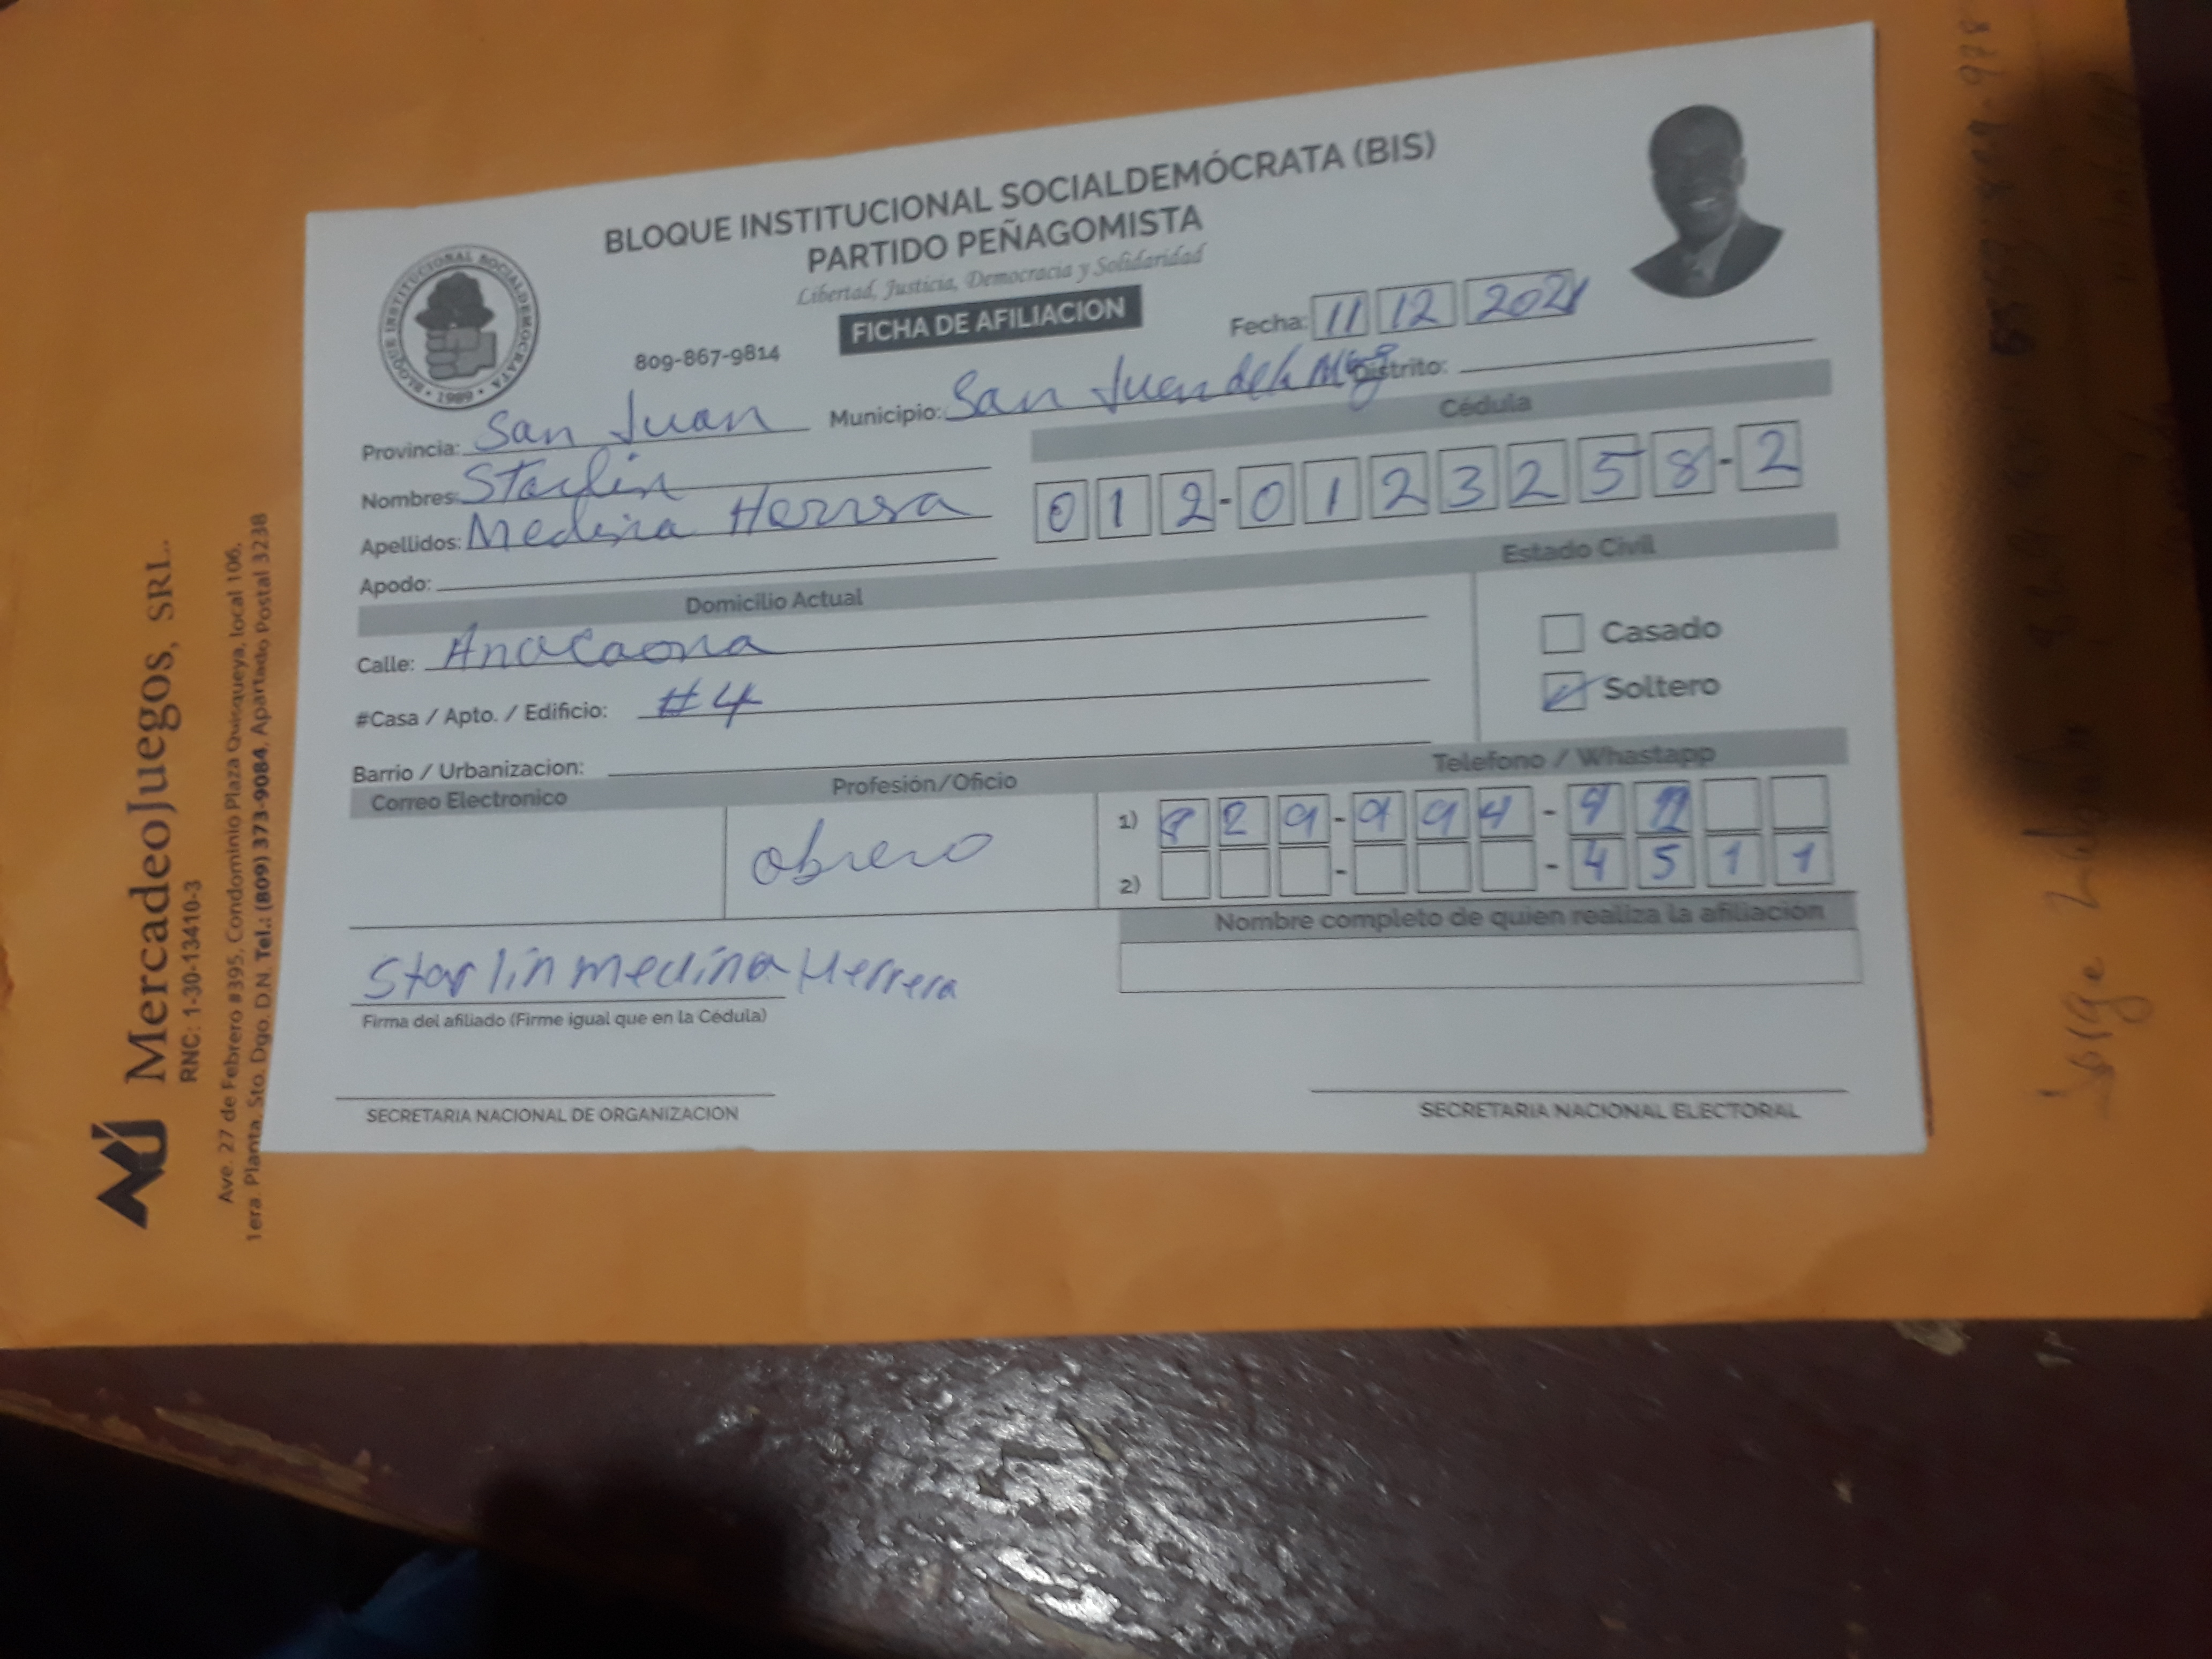 BLOQUE INSTITUCIONAL SOCIALDEMÓCRATA (BIS)
PARTIDO PEÑAGOMISTA
Libertad, Justicia, Democracia y Solidaridad
BLOQUE INSTITUCIONAL SOCIALDEMOCRATA
• 1989 •
809-867-9814
FICHA DE AFILIACION
Fecha: 11 12 2021
Provincia: San Juan Municipio: San Juan de la Distrito:
Nombres: Starlin
Apellidos: Medina Herrera
Apodo:
Cédula
012-0123258-2
Domicilio Actual
Calle: Anacaona
#Casa / Apto. / Edificio: #4
Barrio / Urbanizacion:
Estado Civil
Casado
Soltero
Correo Electronico
Profesión/Oficio
obrero
Telefono / Whastapp
1) 829-994-4
2) 4511
Nombre completo de quien realiza la afiliacion
Starlin medina Herrera
Firma del afiliado (Firme igual que en la Cédula)
SECRETARIA NACIONAL DE ORGANIZACION
SECRETARIA NACIONAL ELECTORAL
MercadeoJuegos, SRL.
RNC: 1-30-13410-3
Ave. 27 de Febrero #395, Condominio Plaza Quisqueya, local 106,
1era. Planta, Sto. Dgo. D.N. Tel.: (809) 373-9084, Apartado Postal 3238
Jorge